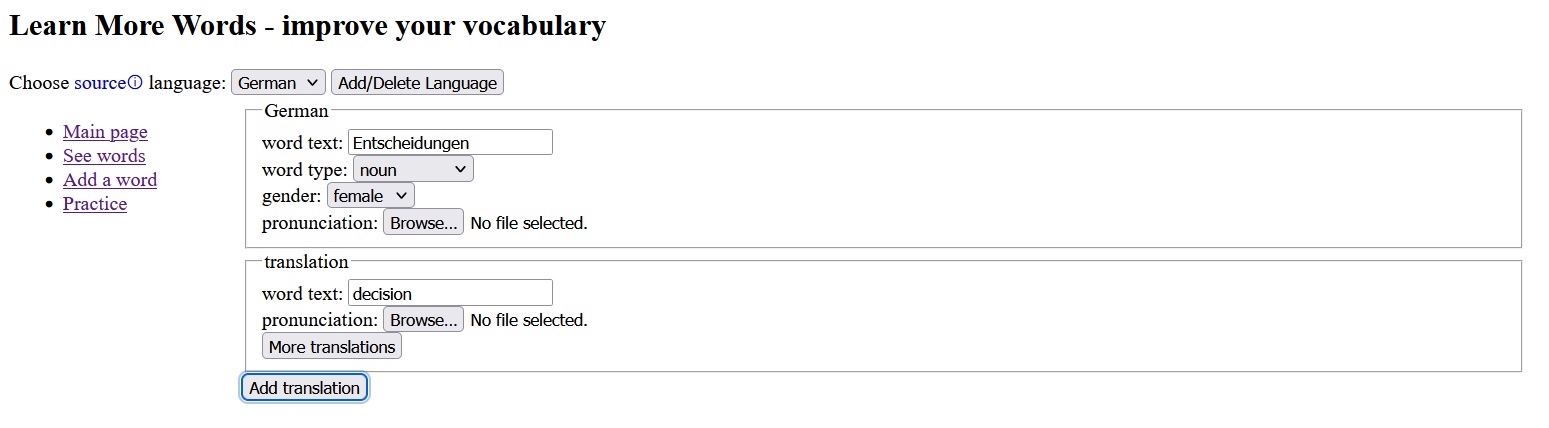 Learn More Words - improve your vocabulary
Choose sourceⓘ language: German Add/Delete Language
Main page
See words
Add a word
Practice
German
word text: Entscheidungen
word type: noun
gender: female
pronunciation: Browse... No file selected.
translation
word text: decision
pronunciation: Browse... No file selected.
More translations
Add translation